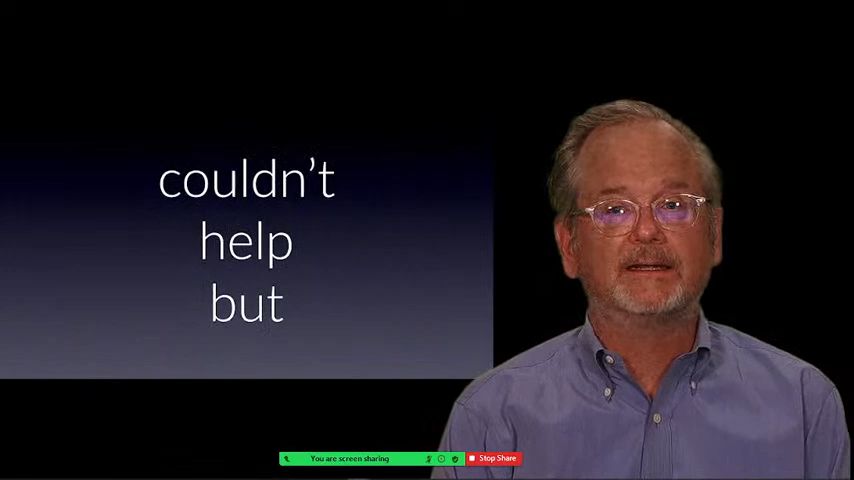 couldn’t
help
but
You are screen sharing
Stop Share